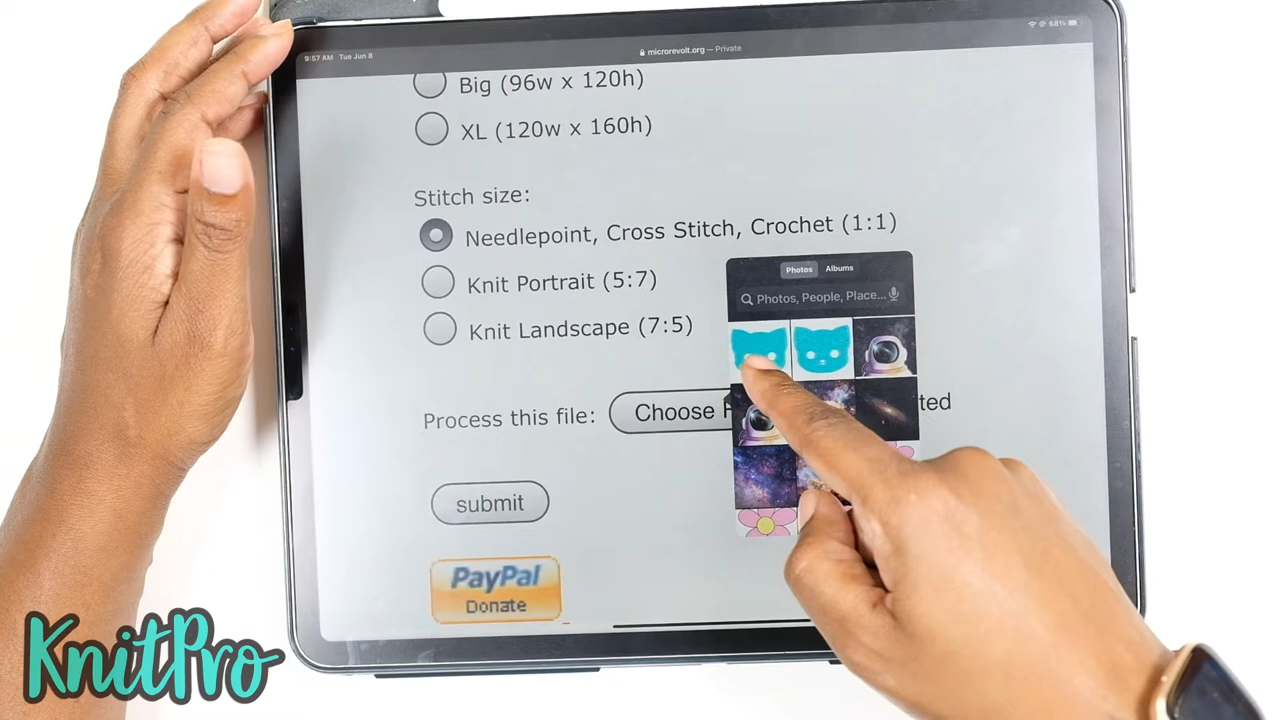 9:57 AM Tue Jun 8
microrevolt.org — Private
68%
Big (96w x 120h)
XL (120w x 160h)
Stitch size:
Needlepoint, Cross Stitch, Crochet (1:1)
Knit Portrait (5:7)
Knit Landscape (7:5)
Photos Albums
Photos, People, Place...
Process this file: Choose F ted
submit
PayPal
Donate
KnitPro